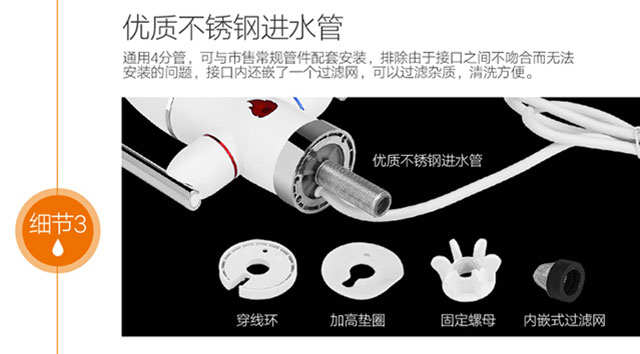 优质不锈钢进水管
通用4分管，可与市售常规管件配套安装，排除由于接口之间不吻合而无法
安装的问题，接口内还嵌了一个过滤网，可以过滤杂质，清洗方便。
优质不锈钢进水管
细节3
穿线环
加高垫圈
固定螺母
内嵌式过滤网